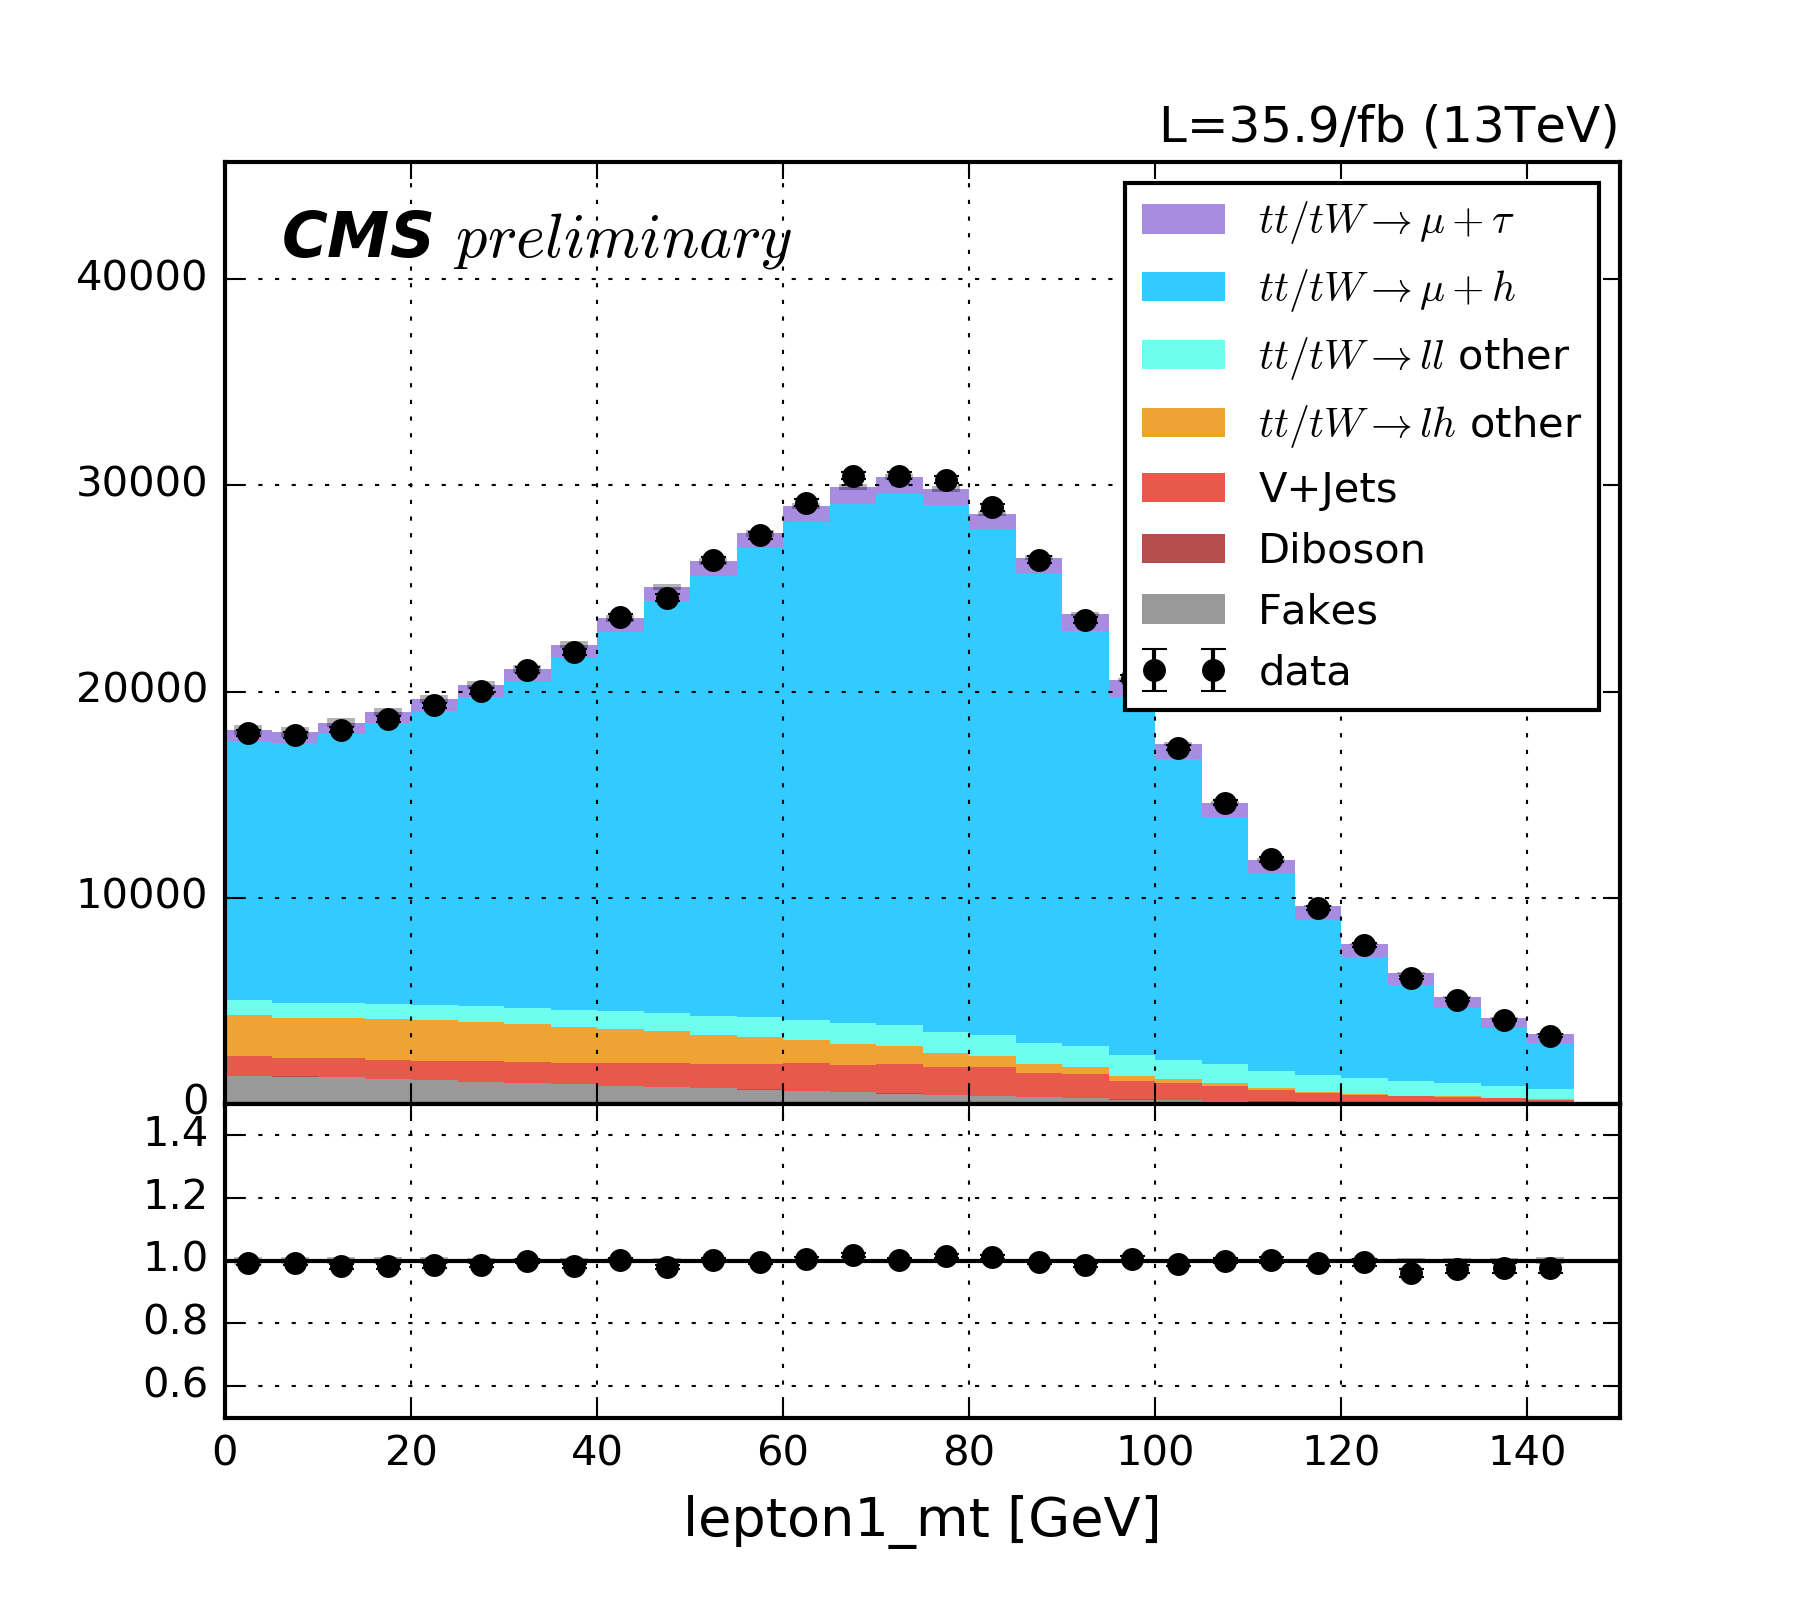 L=35.9/fb (13TeV)
CMS preliminary
tt/tW→μ+τ
tt/tW→μ+h
tt/tW→ll other
tt/tW→lh other
V+Jets
Diboson
Fakes
data
40000
30000
20000
10000
0
1.4
1.2
1.0
0.8
0.6
0 20 40 60 80 100 120 140
lepton1_mt [GeV]